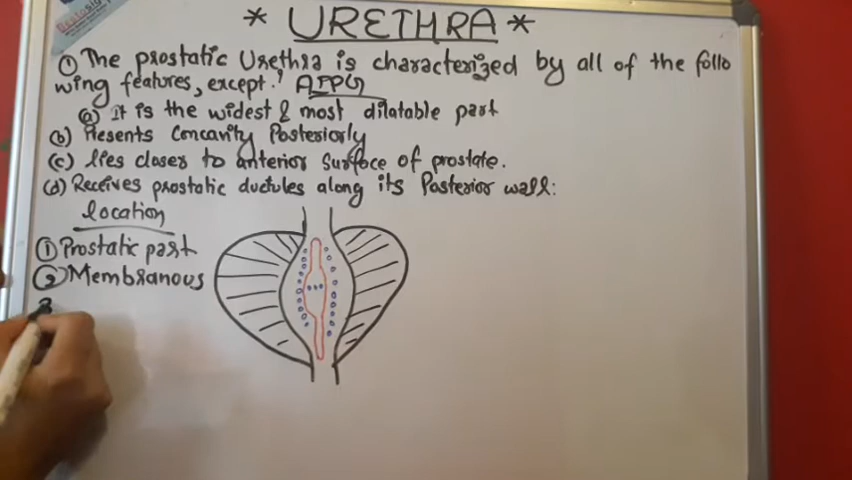 * URETHRA *
① The prostatic Urethra is characterized by all of the follo
wing features, except! AIPG
(a) It is the widest & most dilatable part
(b) Presents Concavity Posteriorly
(c) lies closes to anterior surface of prostate.
(d) Receives prostatic ductules along its Posterior wall:
location
① Prostatic part
② Membranous